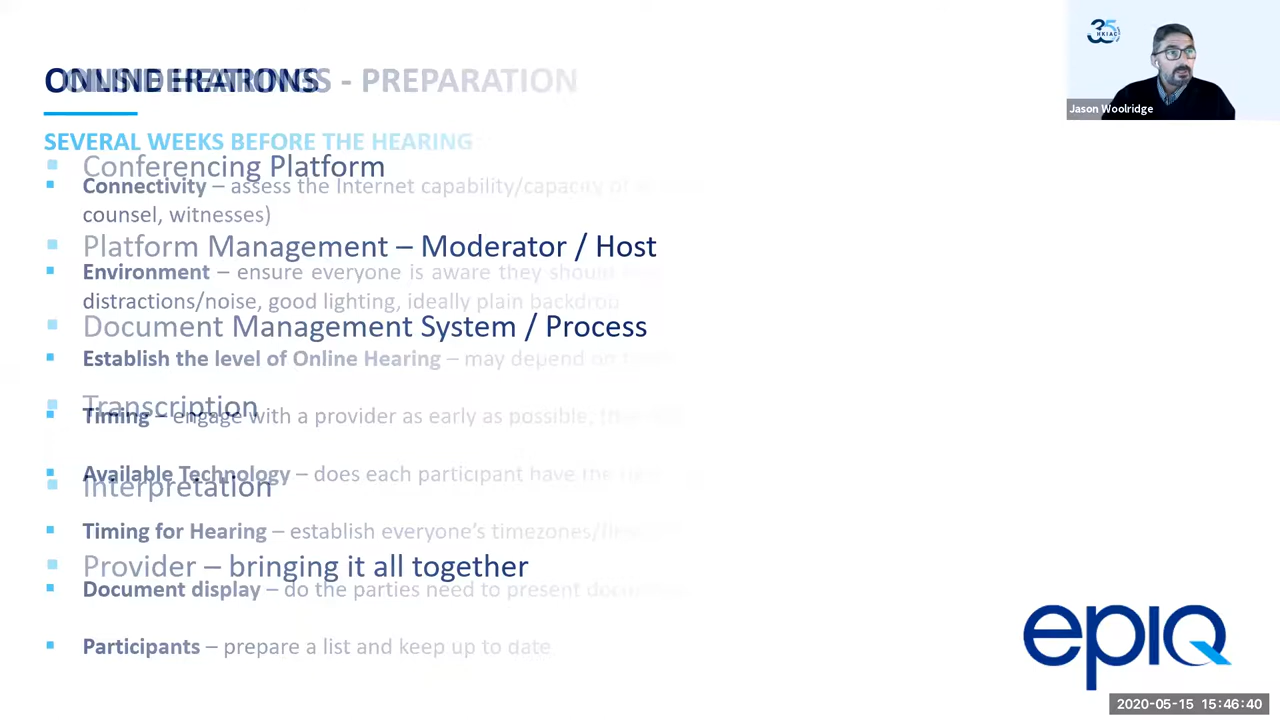 35
HKIAC
Jason Woolridge
ONLINE HEARINGS - PREPARATION
SEVERAL WEEKS BEFORE THE HEARING
Conferencing Platform
Connectivity – assess the Internet capability/capacity of
counsel, witnesses)
Platform Management – Moderator / Host
Environment – ensure everyone is aware they should
distractions/noise, good lighting, ideally plain backdrop
Document Management System / Process
Establish the level of Online Hearing – may depend on
Transcription
Timing – engage with a provider as early as possible,
Available Technology – does each participant have the
Interpretation
Timing for Hearing – establish everyone's timezones/
Provider – bringing it all together
Document display – do the parties need to present
Participants – prepare a list and keep up to date
epiq
2020-05-15 15:46:40